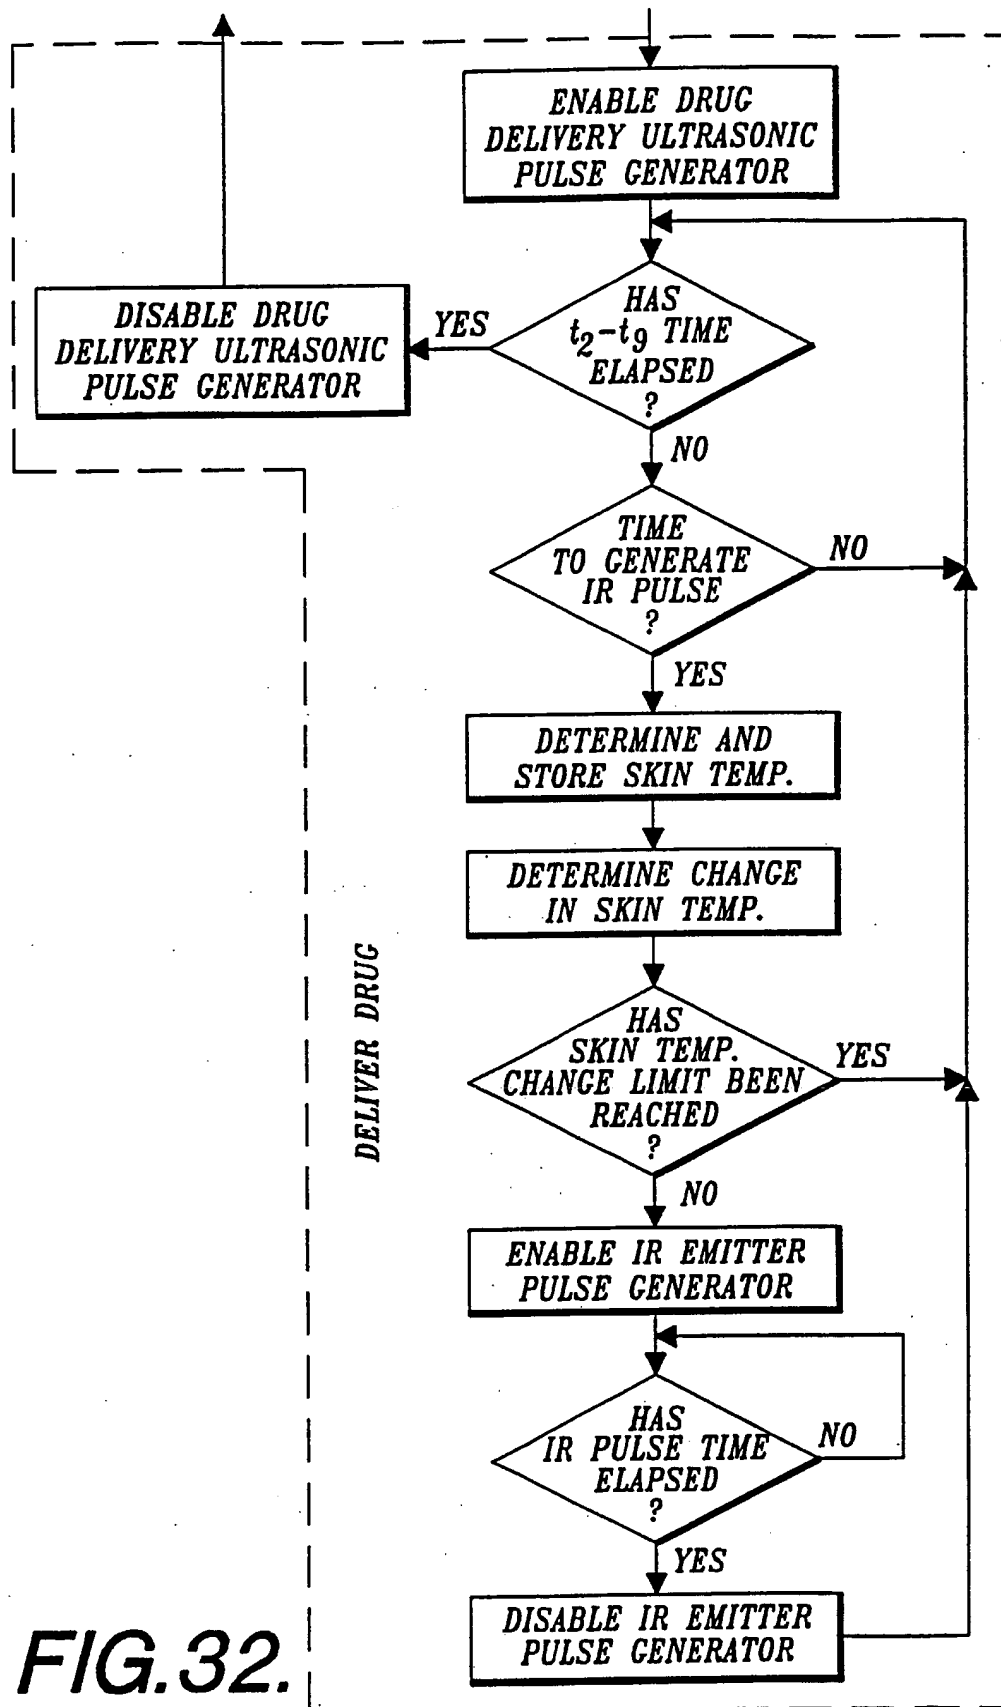 ENABLE DRUG
DELIVERY ULTRASONIC
PULSE GENERATOR
HAS
t2-t9 TIME
ELAPSED
?
YES
DISABLE DRUG
DELIVERY ULTRASONIC
PULSE GENERATOR
NO
TIME
TO GENERATE
IR PULSE
?
NO
YES
DETERMINE AND
STORE SKIN TEMP.
DETERMINE CHANGE
IN SKIN TEMP.
DELIVER DRUG
HAS
SKIN TEMP.
CHANGE LIMIT BEEN
REACHED
?
YES
NO
ENABLE IR EMITTER
PULSE GENERATOR
HAS
IR PULSE TIME
ELAPSED
?
NO
YES
DISABLE IR EMITTER
PULSE GENERATOR
FIG.32.